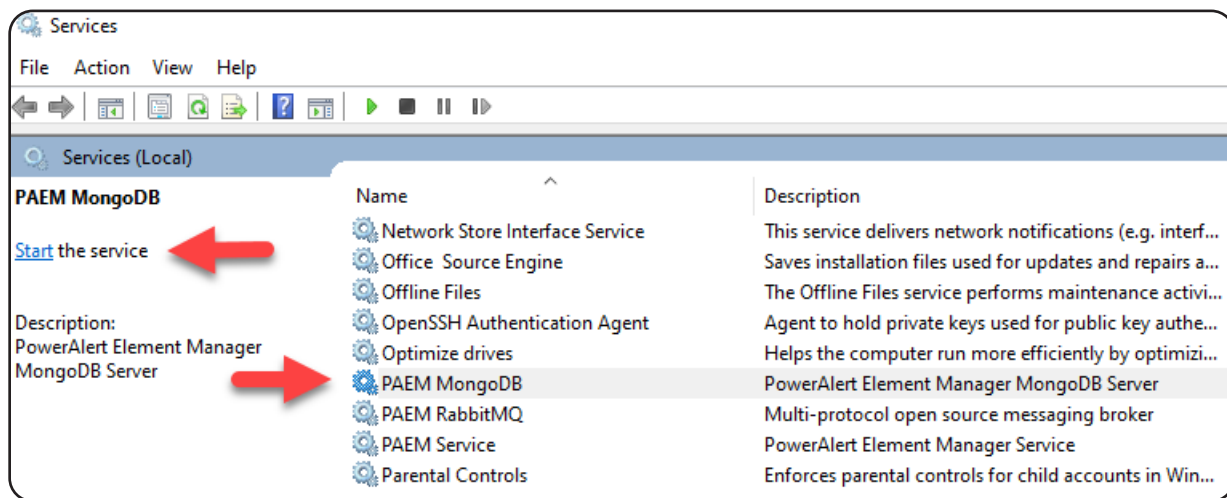 Services
File Action View Help
Services (Local)
PAEM MongoDB
Start the service
Description:
PowerAlert Element Manager
MongoDB Server
Name Description
Network Store Interface Service This service delivers network notifications (e.g. interf...
Office  Source Engine Saves installation files used for updates and repairs a...
Offline Files The Offline Files service performs maintenance activi...
OpenSSH Authentication Agent Agent to hold private keys used for public key authe...
Optimize drives Helps the computer run more efficiently by optimizi...
PAEM MongoDB PowerAlert Element Manager MongoDB Server
PAEM RabbitMQ Multi-protocol open source messaging broker
PAEM Service PowerAlert Element Manager Service
Parental Controls Enforces parental controls for child accounts in Win...